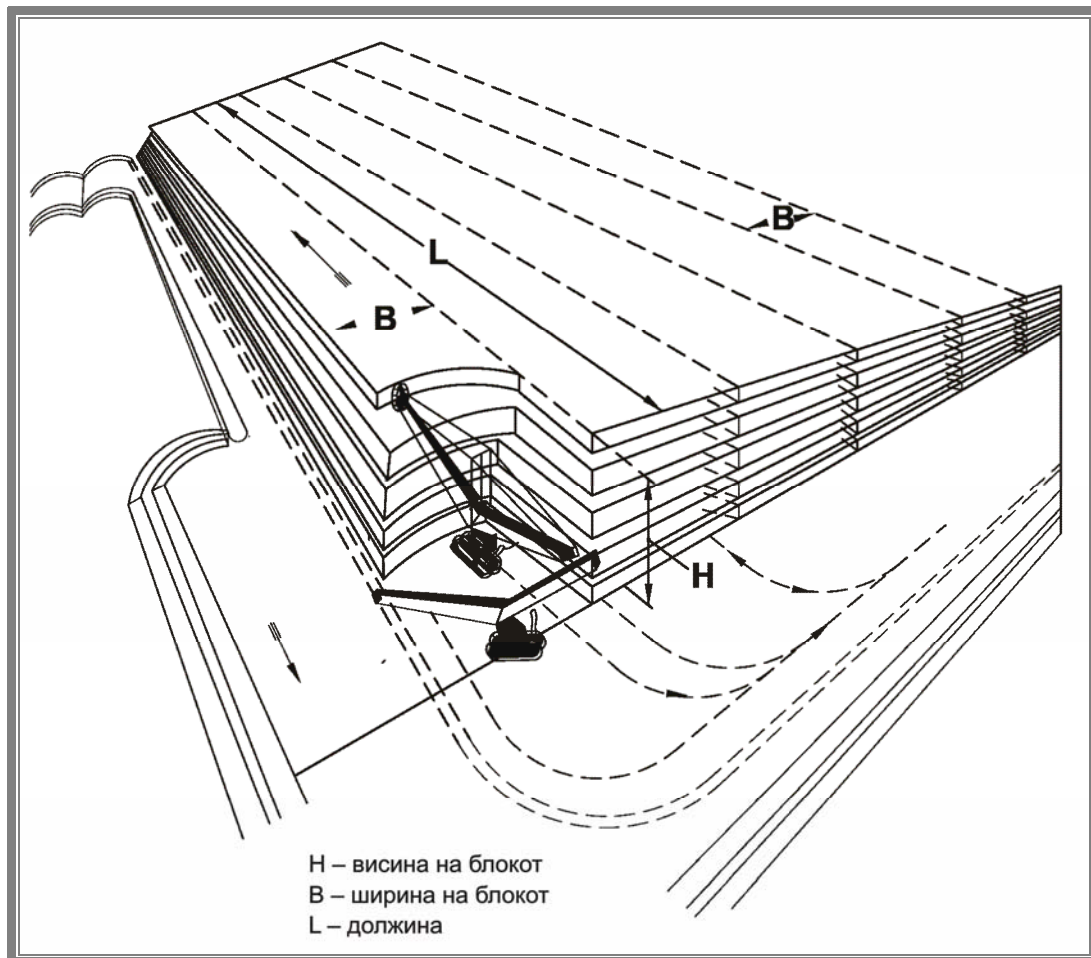 B
L
B
H
H – висина на блокот
B – ширина на блокот
L – должина